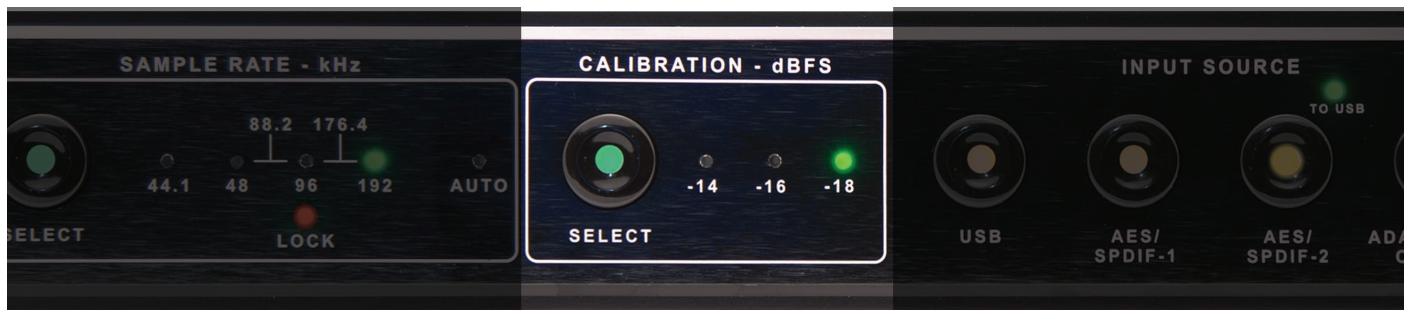 SAMPLE RATE - kHz
88.2 176.4
44.1 48 96 192 AUTO
SELECT
LOCK
CALIBRATION - dBFS
-14 -16 -18
SELECT
INPUT SOURCE
TO USB
USB
AES/
SPDIF-1
AES/
SPDIF-2